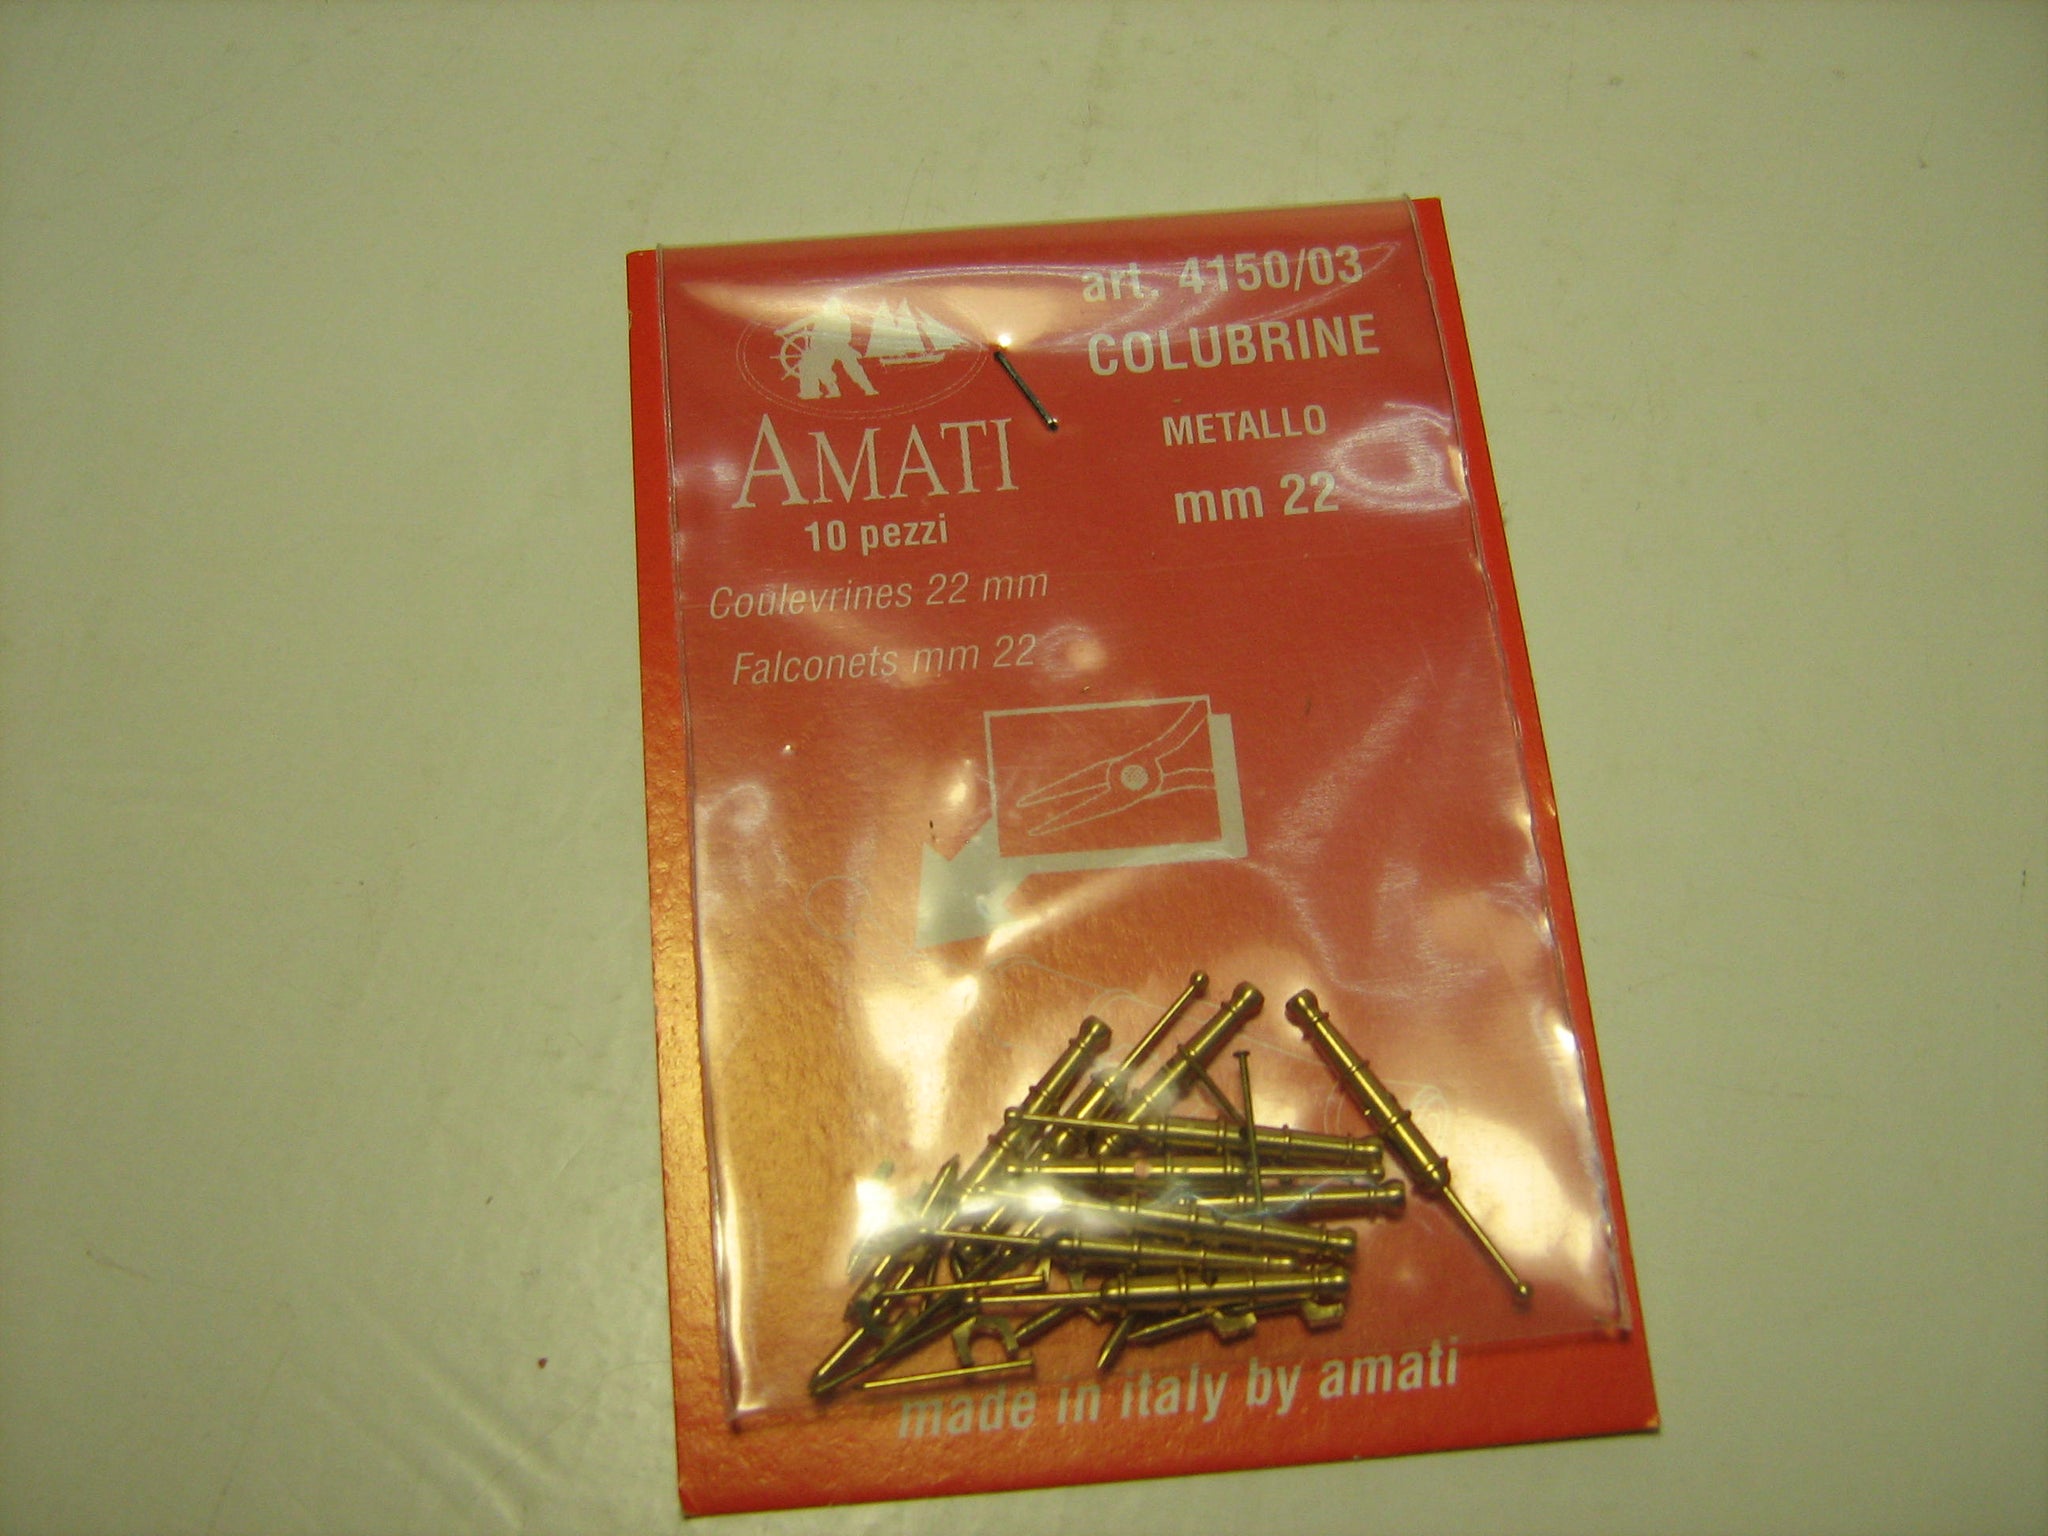 art. 4150/03
COLUBRINE
METALLO
mm 22
AMATI
10 pezzi
Coulevrines 22 mm
Falconets mm 22
made in italy by amati